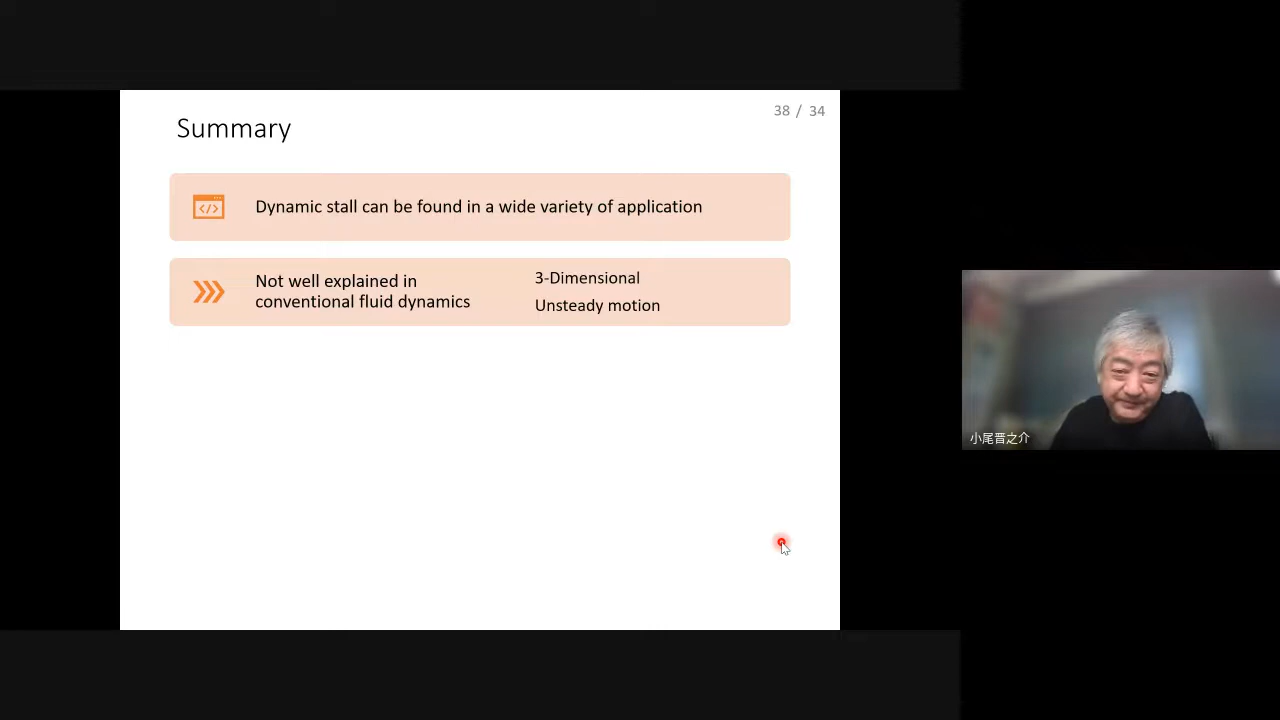 38 / 34
Summary
Dynamic stall can be found in a wide variety of application
Not well explained in
conventional fluid dynamics
3-Dimensional
Unsteady motion
小尾晋之介